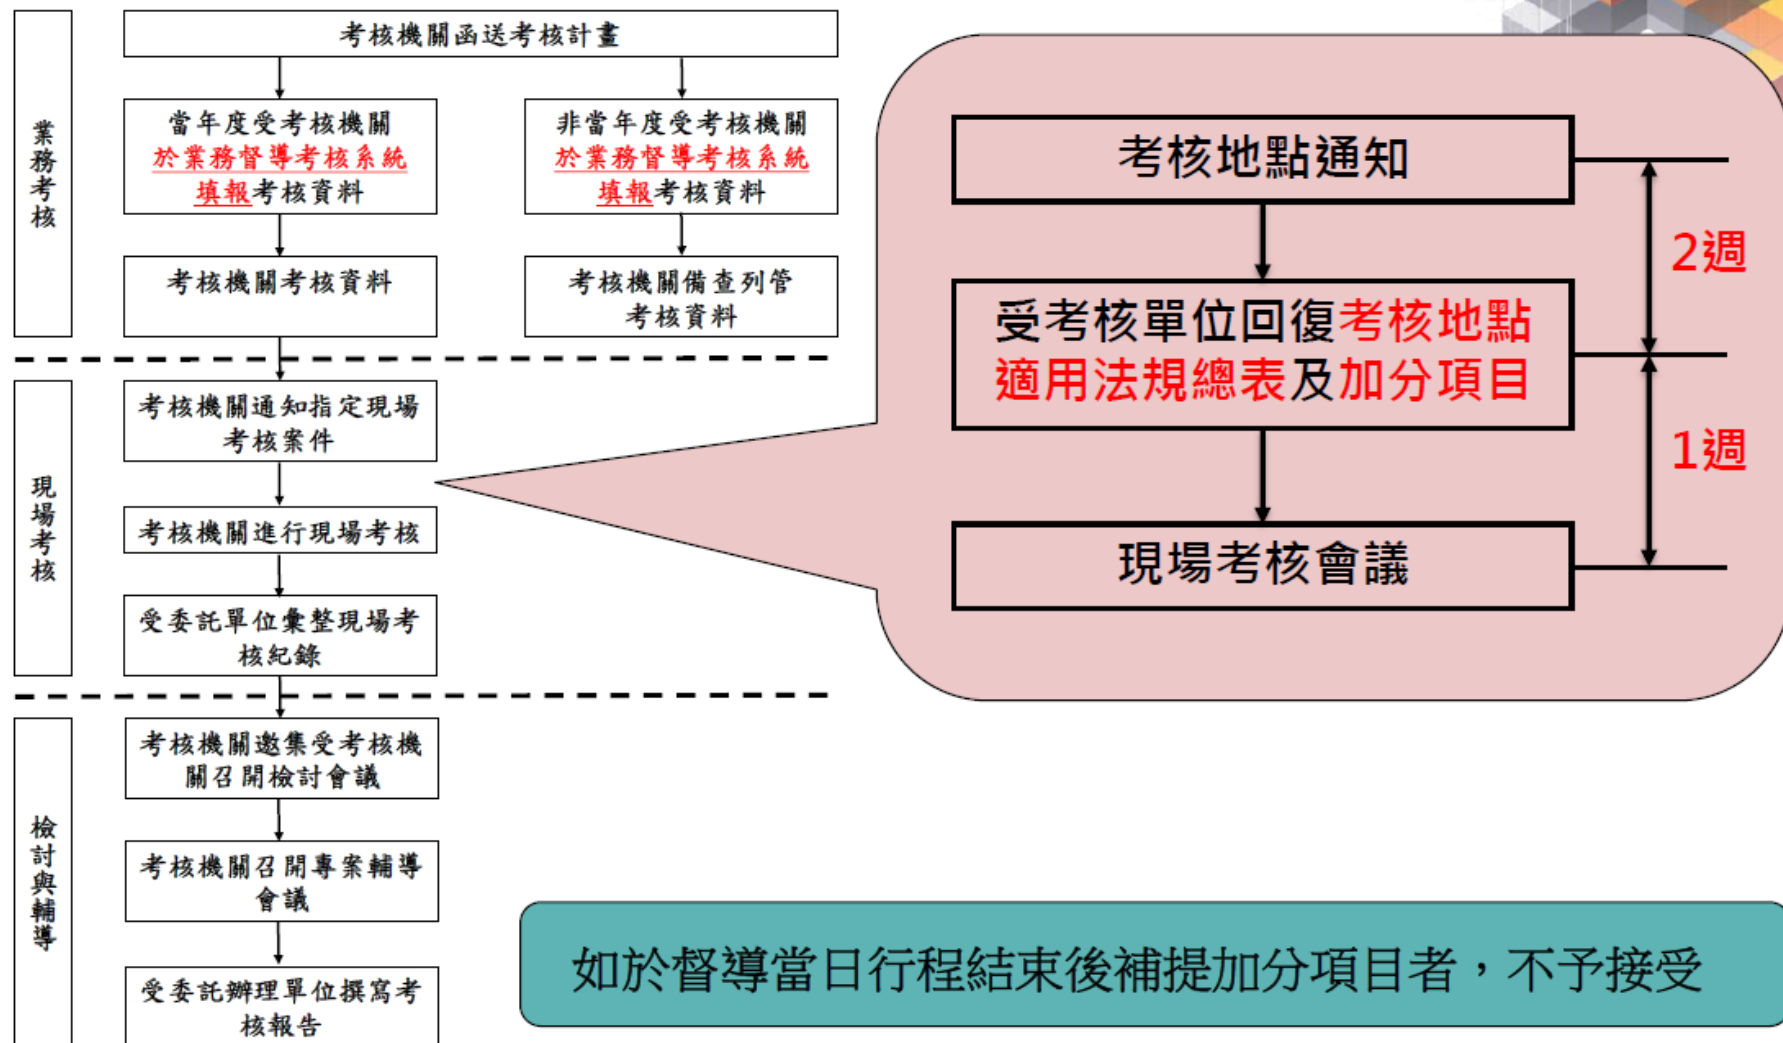 業務考核
考核機關函送考核計畫
當年度受考核機關
於業務督導考核系統
填報考核資料
非當年度受考核機關
於業務督導考核系統
填報考核資料
考核機關考核資料
考核機關備查列管
考核資料
現場考核
考核機關通知指定現場
考核案件
考核機關進行現場考核
受委託單位彙整現場考
核紀錄
檢討與輔導
考核機關邀集受考核機
關召開檢討會議
考核機關召開專案輔導
會議
受委託辦理單位撰寫考
核報告
考核地點通知
2週
受考核單位回復考核地點
適用法規總表及加分項目
1週
現場考核會議
如於督導當日行程結束後補提加分項目者，不予接受